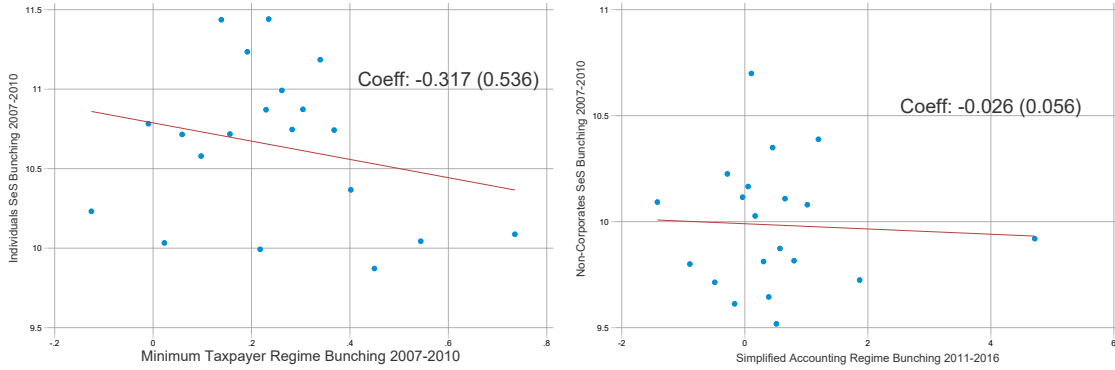 Individuals SeS Bunching 2007-2010
11.5
11
10.5
10
9.5
Coeff: -0.317 (0.536)
-.2 0 .2 .4 .6 .8
Minimum Taxpayer Regime Bunching 2007-2010
Non-Corporates SeS Bunching 2007-2010
11
10.5
10
9.5
Coeff: -0.026 (0.056)
-2 0 2 4 6
Simplified Accounting Regime Bunching 2011-2016